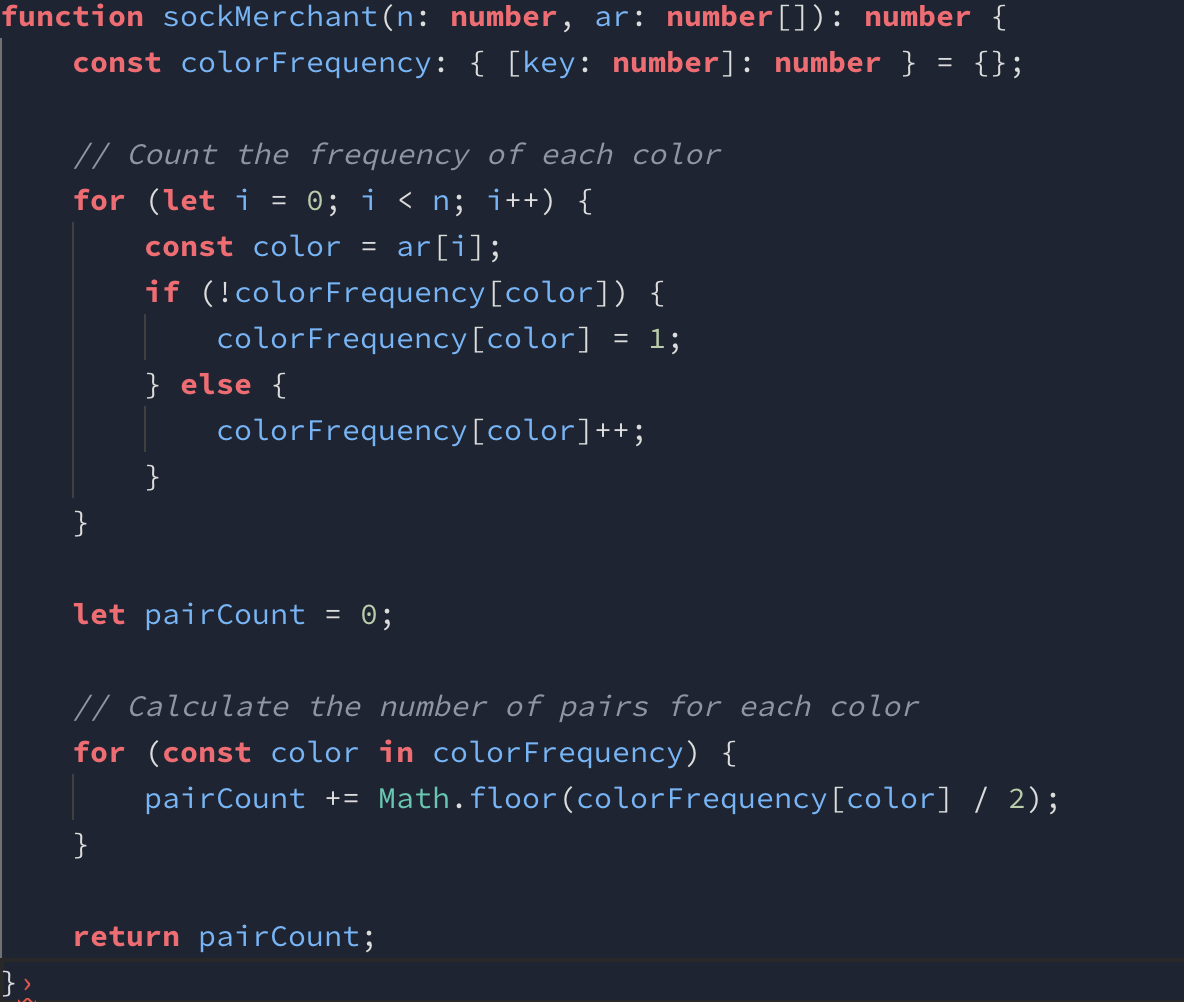 function sockMerchant(n: number, ar: number[]): number {
    const colorFrequency: { [key: number]: number } = {};

    // Count the frequency of each color
    for (let i = 0; i < n; i++) {
        const color = ar[i];
        if (!colorFrequency[color]) {
            colorFrequency[color] = 1;
        } else {
            colorFrequency[color]++;
        }
    }

    let pairCount = 0;

    // Calculate the number of pairs for each color
    for (const color in colorFrequency) {
        pairCount += Math.floor(colorFrequency[color] / 2);
    }

    return pairCount;
}›